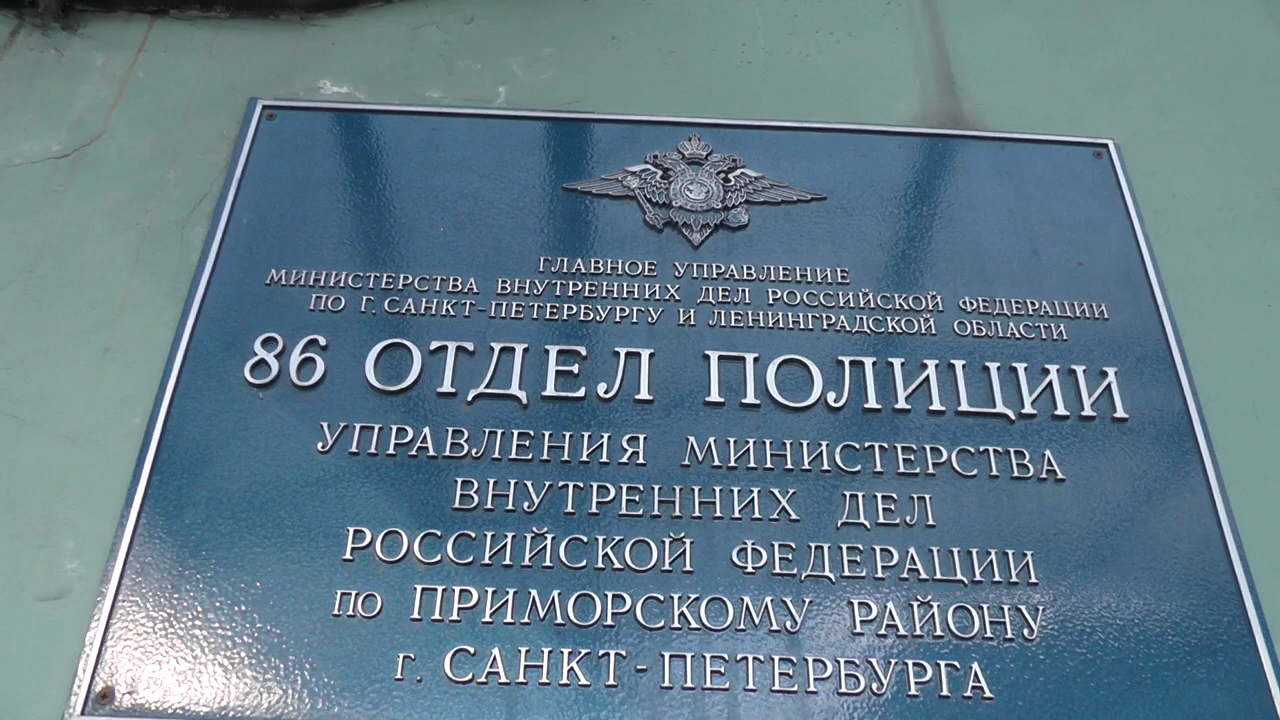 ГЛАВНОЕ УПРАВЛЕНИЕ
МИНИСТЕРСТВА ВНУТРЕННИХ ДЕЛ РОССИЙСКОЙ ФЕДЕРАЦИИ
ПО Г. САНКТ-ПЕТЕРБУРГУ И ЛЕНИНГРАДСКОЙ ОБЛАСТИ
86 ОТДЕЛ ПОЛИЦИИ
УПРАВЛЕНИЯ МИНИСТЕРСТВА
ВНУТРЕННИХ ДЕЛ
РОССИЙСКОЙ ФЕДЕРАЦИИ
ПО ПРИМОРСКОМУ РАЙОНУ
Г. САНКТ-ПЕТЕРБУРГА